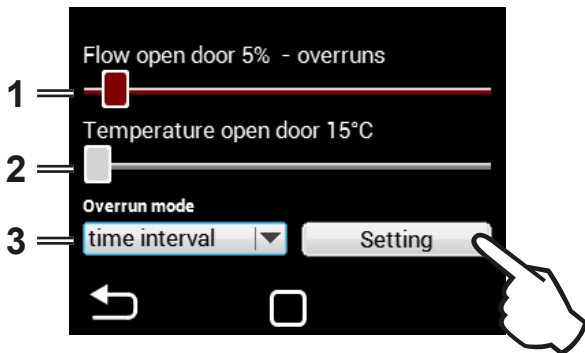 Flow open door 5% - overruns
1
Temperature open door 15°C
2
Overrun mode
3 time interval Setting